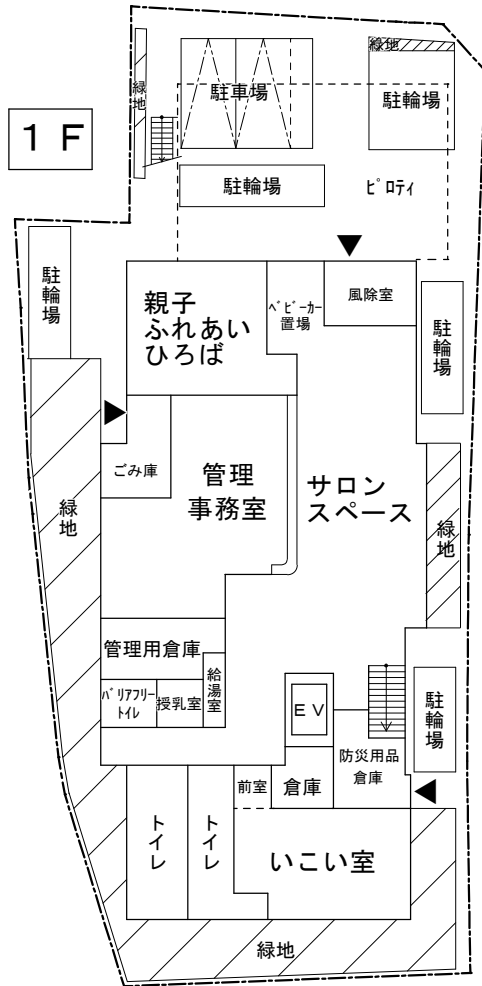 緑地
駐車場
緑地
駐輪場
1F
駐輪場
ピロティ
駐輪場
親子
ふれあい
ひろば
ベビーカー
置場
風除室
駐輪場
ごみ庫
管理
事務室
サロン
スペース
緑地
緑地
管理用倉庫
給湯室
バリアフリー
トイレ
授乳室
EV
駐輪場
防災用品
倉庫
前室
倉庫
トイレ
トイレ
いこい室
緑地